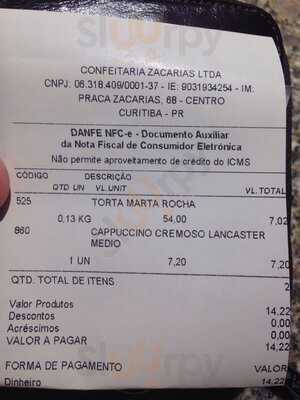 CONFEITARIA ZACARIAS LTDA
CNPJ: 06.318.409/0001-37 - IE: 9031934254 - IM:
PRACA ZACARIAS, 68 - CENTRO
CURITIBA - PR
DANFE NFC-e - Documento Auxiliar
da Nota Fiscal de Consumidor Eletrônica
Não permite aproveitamento de crédito do ICMS
CÓDIGO DESCRIÇÃO
QTD UN VL.UNIT VL.TOTAL
525 TORTA MARTA ROCHA
0,13 KG 54,00 7,02
860 CAPPUCCINO CREMOSO LANCASTER
MEDIO
1 UN 7,20 7,20
QTD. TOTAL DE ITENS 2
Valor Produtos 14,22
Descontos 0,00
Acréscimos 0,00
VALOR A PAGAR 14,22
FORMA DE PAGAMENTO VALOR
Dinheiro 14,22